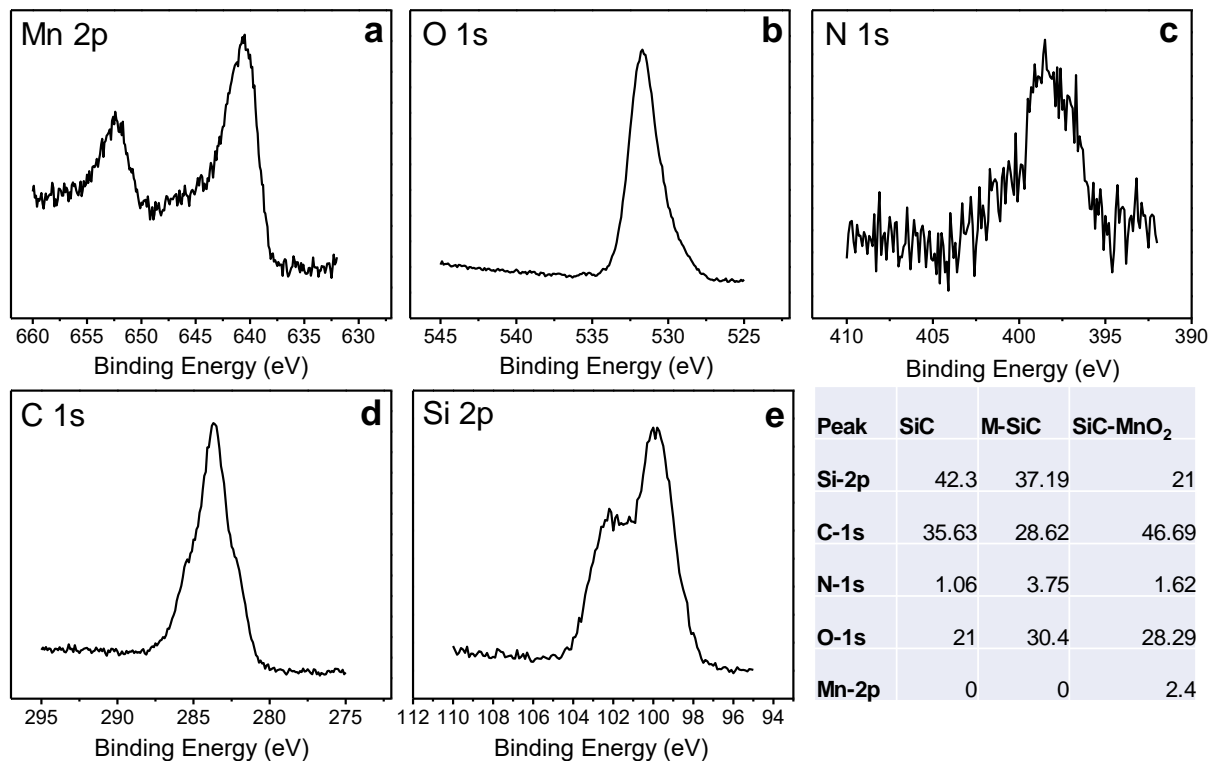 Mn 2p a
660 655 650 645 640 635 630
Binding Energy (eV)
O 1s b
545 540 535 530 525
Binding Energy (eV)
N 1s c
410 405 400 395 390
Binding Energy (eV)
C 1s d
295 290 285 280 275
Binding Energy (eV)
Si 2p e
112 110 108 106 104 102 100 98 96 94
Binding Energy (eV)
Peak SiC M-SiC SiC-MnO₂
Si-2p 42.3 37.19 21
C-1s 35.63 28.62 46.69
N-1s 1.06 3.75 1.62
O-1s 21 30.4 28.29
Mn-2p 0 0 2.4